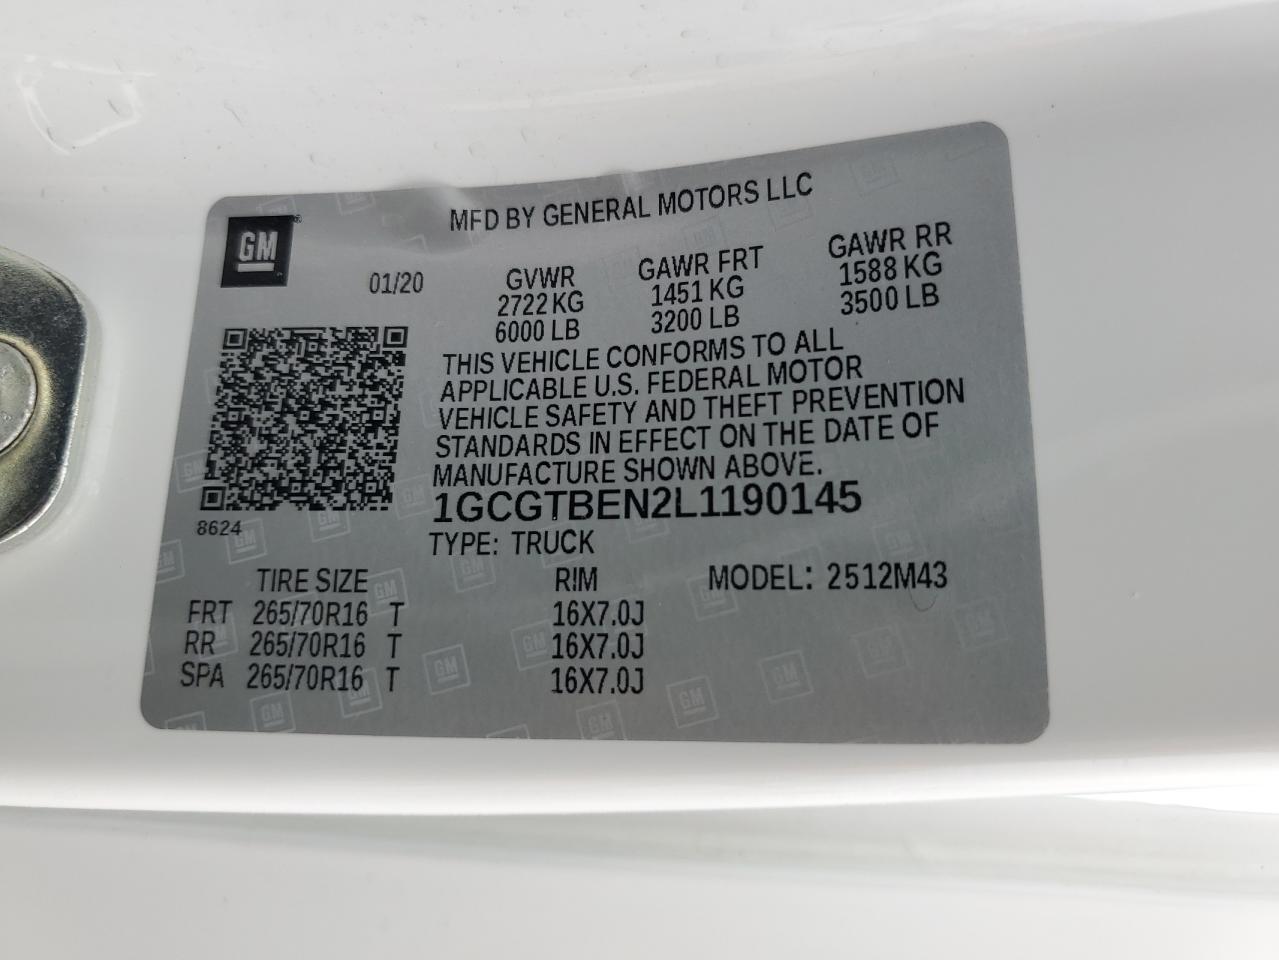 GM®
MFD BY GENERAL MOTORS LLC
01/20
GVWR GAWR FRT GAWR RR
2722 KG 1451 KG 1588 KG
6000 LB 3200 LB 3500 LB
THIS VEHICLE CONFORMS TO ALL
APPLICABLE U.S. FEDERAL MOTOR
VEHICLE SAFETY AND THEFT PREVENTION
STANDARDS IN EFFECT ON THE DATE OF
MANUFACTURE SHOWN ABOVE.
1GCGTBEN2L1190145
8624
TYPE: TRUCK
TIRE SIZE RIM MODEL: 2512M43
FRT 265/70R16 T 16X7.0J
RR 265/70R16 T 16X7.0J
SPA 265/70R16 T 16X7.0J